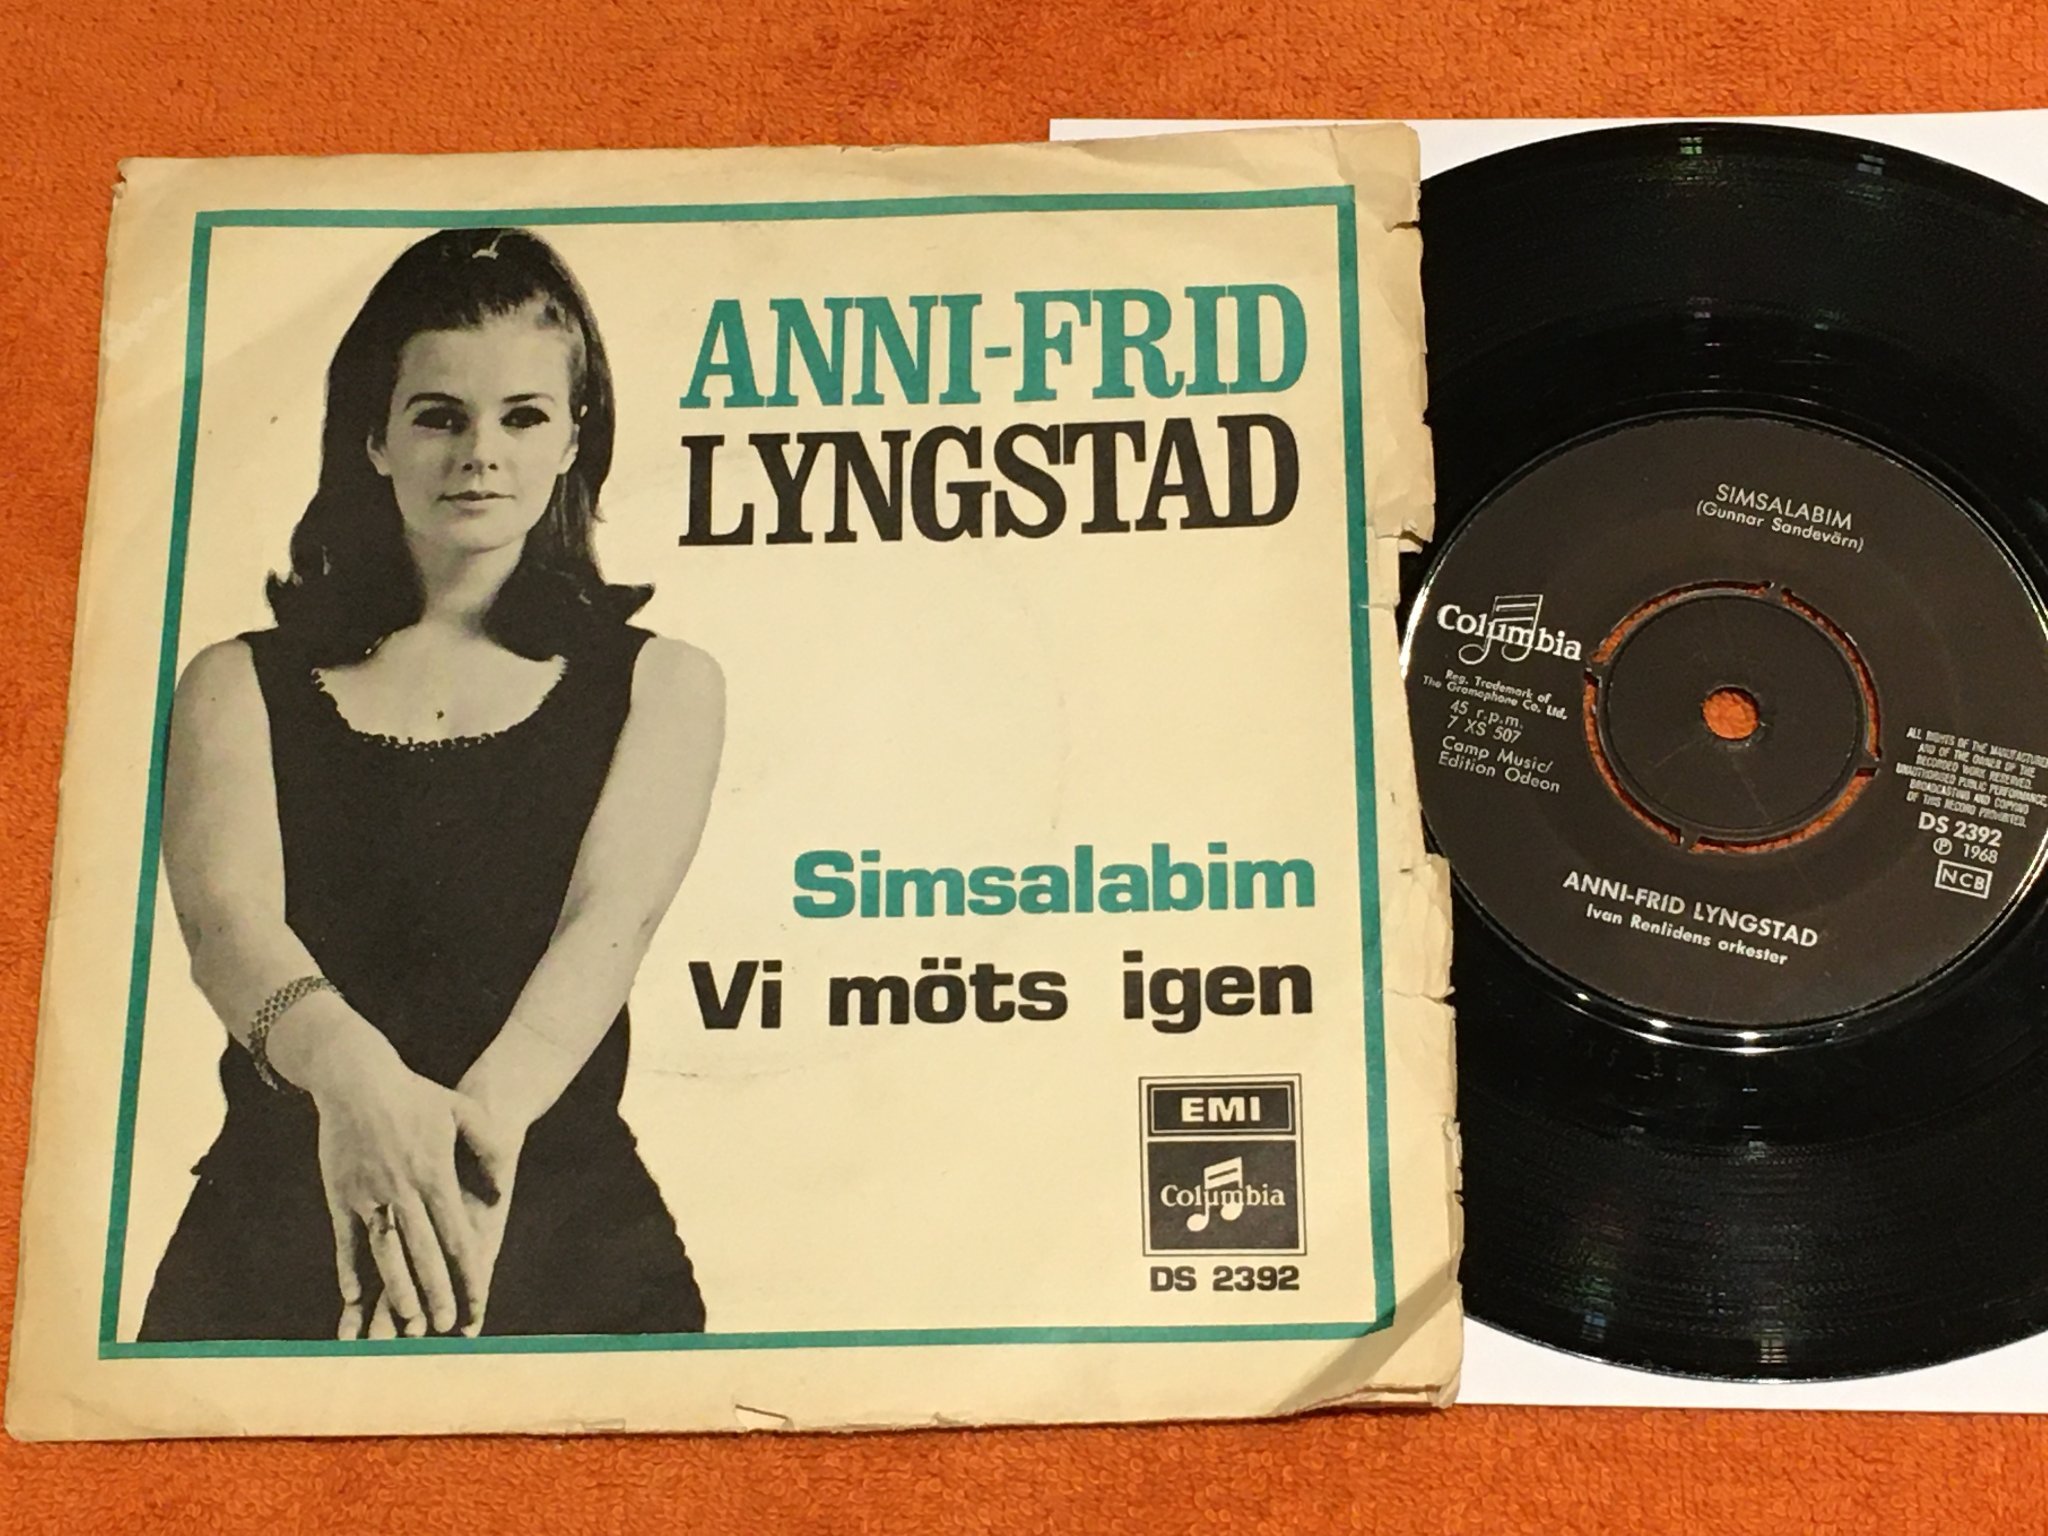 ANNI-FRID
LYNGSTAD
Simsalabim
Vi möts igen
EMI
Columbia
DS 2392
SIMSALABIM
(Gunnar Sandevärn)
Columbia
Reg. Trademark of
The Gramophone Co. Ltd.
45 r.p.m.
7 XS 507
Camp Music/
Edition Odeon
ALL RIGHTS OF THE MANUFACTURER
AND OF THE OWNER OF THE
RECORDED WORK RESERVED.
UNAUTHORISED PUBLIC PERFORMANCE,
BROADCASTING AND COPYING
OF THIS RECORD PROHIBITED.
DS 2392
Ⓟ 1968
NCB
ANNI-FRID LYNGSTAD
Ivan Renlidens orkester